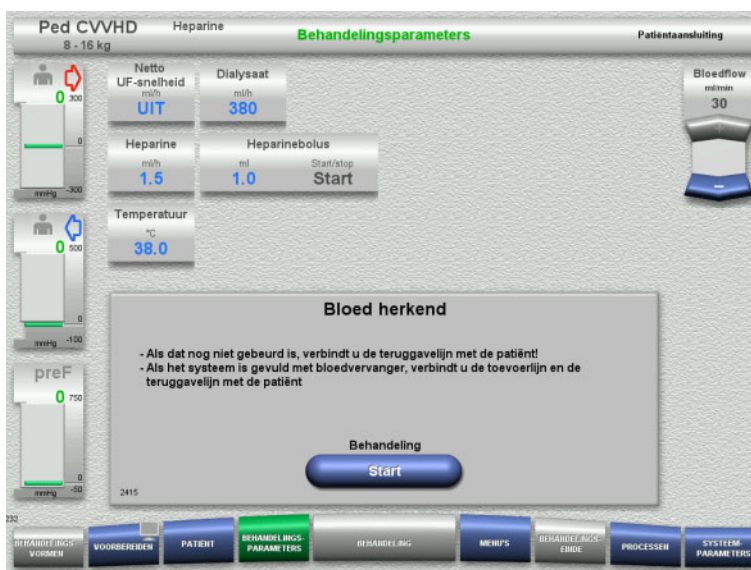 Ped CVVHD
8 - 16 kg
Heparine
Behandelingsparameters
Patiëntaansluiting
0
300
0
-300
mmHg
Netto
UF-snelheid
ml/h
UIT
Dialysaat
ml/h
380
Bloedflow
ml/min
30
+
–
Heparine
ml/h
1.5
Heparinebolus
ml
1.0
Start/stop
Start
Temperatuur
°C
38.0
0
500
0
-100
mmHg
preF
0
750
0
-50
mmHg
Bloed herkend
- Als dat nog niet gebeurd is, verbindt u de teruggavelijn met de patiënt!
- Als het systeem is gevuld met bloedvervanger, verbindt u de toevoerlijn en de
teruggavelijn met de patiënt
Behandeling
Start
2415
232
BEHANDELINGS-
VORMEN
VOORBEREIDEN
PATIËNT
BEHANDELINGS-
PARAMETERS
BEHANDELING
MENU'S
BEHANDELINGS-
EINDE
PROCESSEN
SYSTEEM-
PARAMETERS